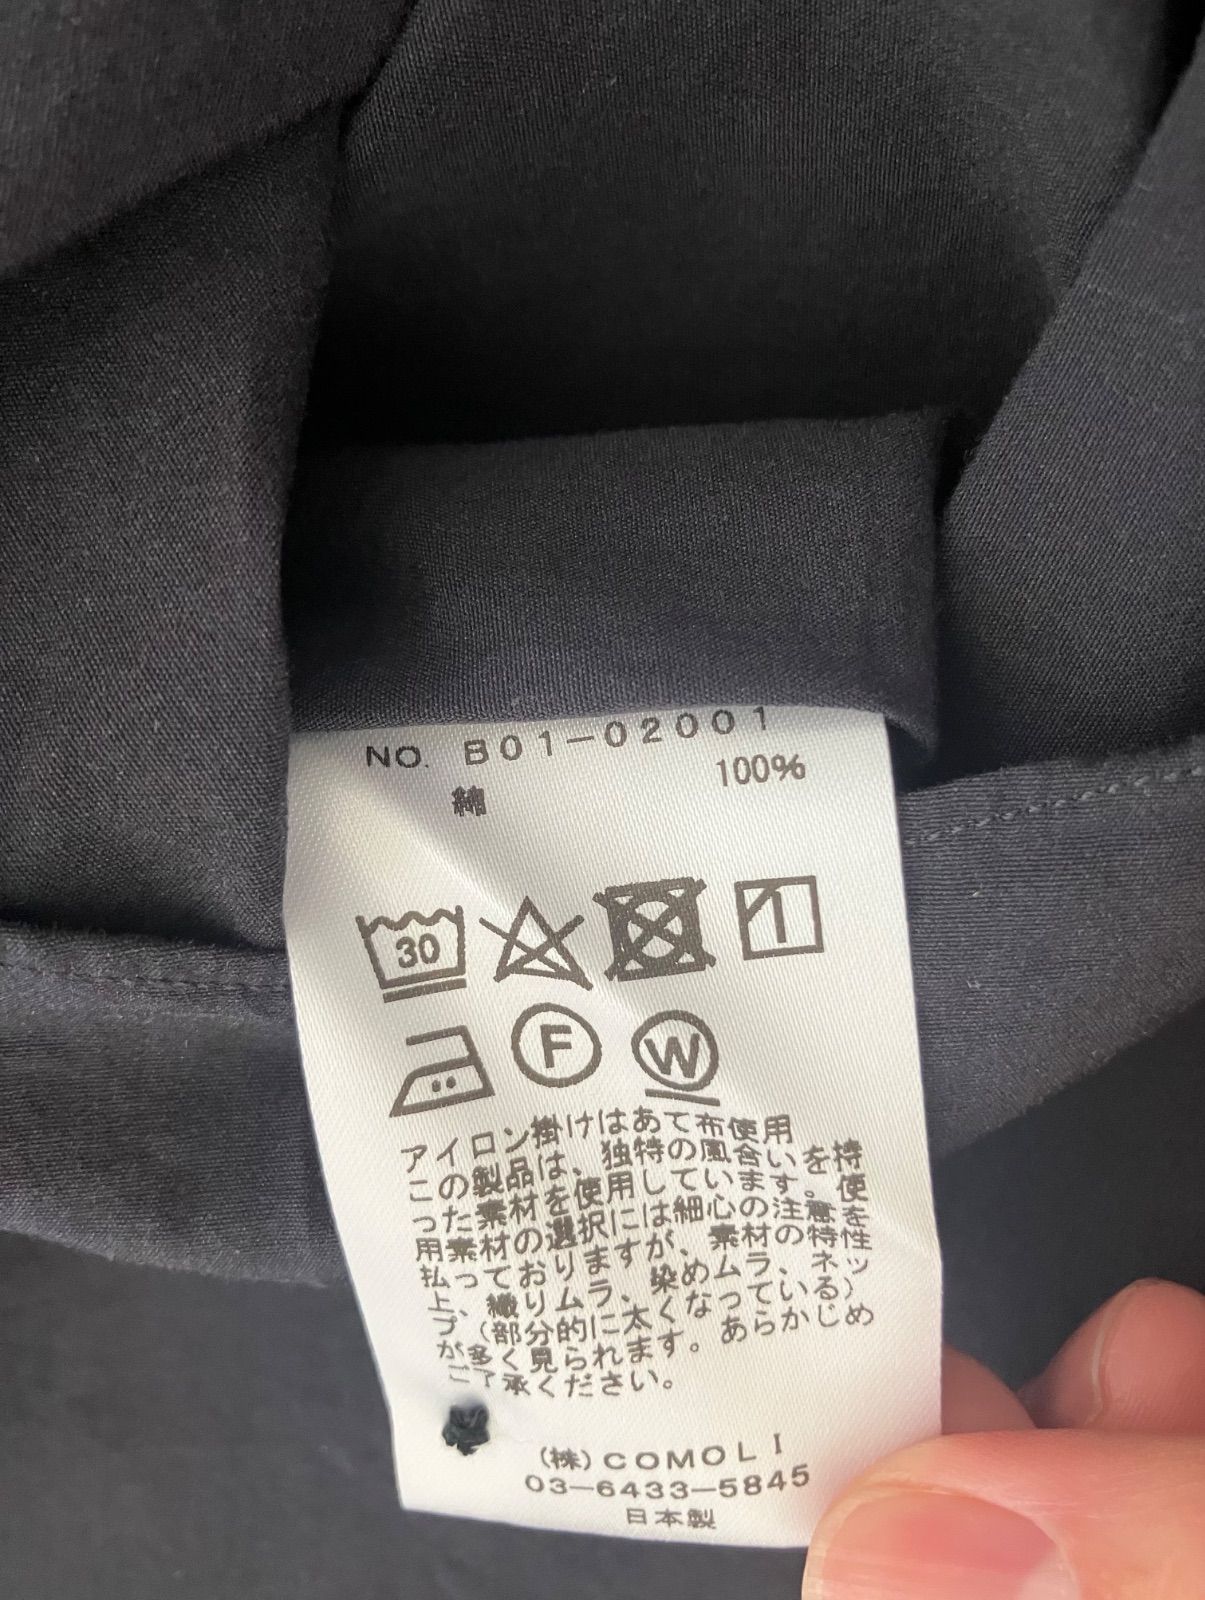 NO. B01-02001
綿 100%
30
F W
アイロン掛けはあて布使用
この製品は、独特の風合いを持
った素材を使用しています。使
用素材の選択には細心の注意を
払っておりますが、素材の特性
上、織りムラ、染めムラ、ネッ
プ(部分的に太くなっている)
が多く見られます。あらかじめ
ご了承ください。
(株)COMOLI
03-6433-5845
日本製